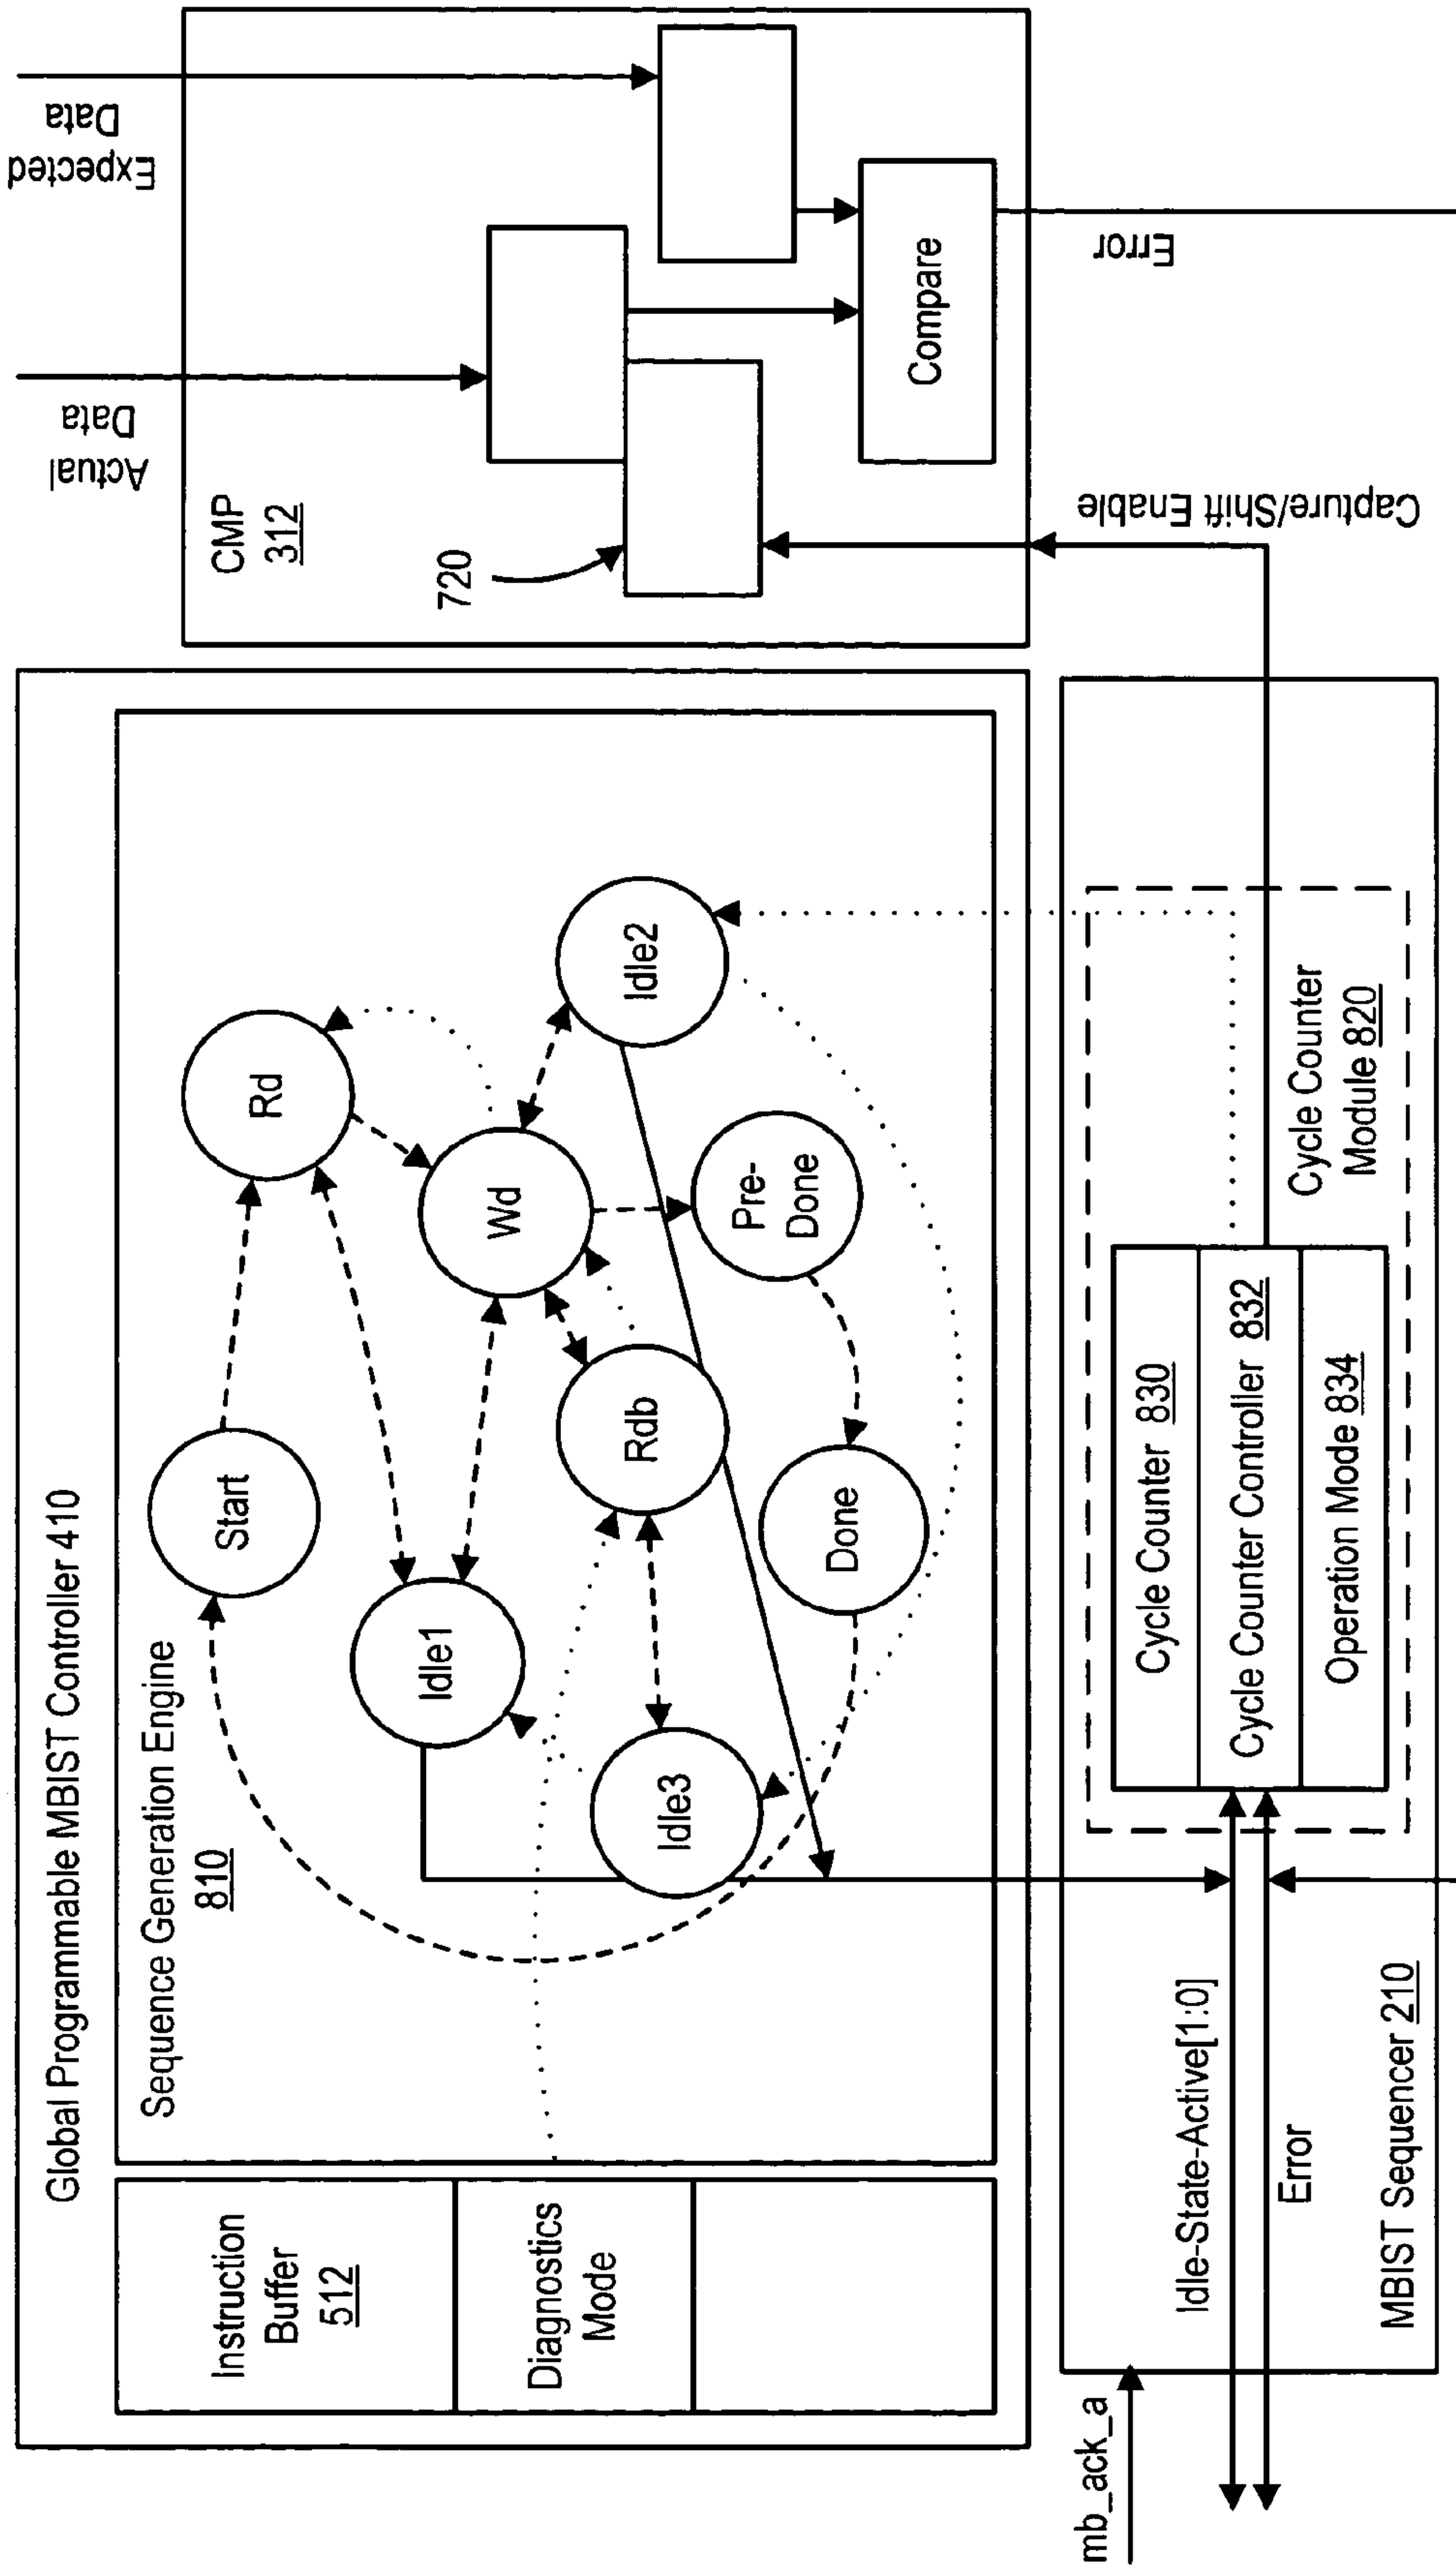 Global Programmable MBIST Controller 410
Instruction
Buffer
512
Diagnostics
Mode
Sequence Generation Engine
810
Start
Rd
Idle1
Wd
Idle2
Rdb
Idle3
Pre-
Done
Done
CMP
312
720
Actual
Data
Expected
Data
Compare
Error
Capture/Shift Enable
mb_ack_a
Idle-State-Active[1:0]
Error
MBIST Sequencer 210
Cycle Counter 830
Cycle Counter Controller 832
Operation Mode 834
Cycle Counter
Module 820